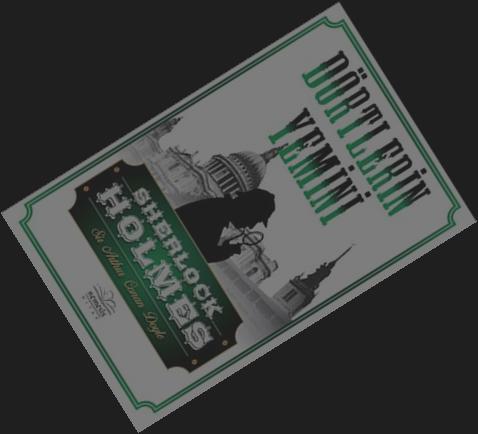 DÖRTLERİN
YEMİNİ
SHERLOCK
HOLMES
Sir Arthur Conan Doyle